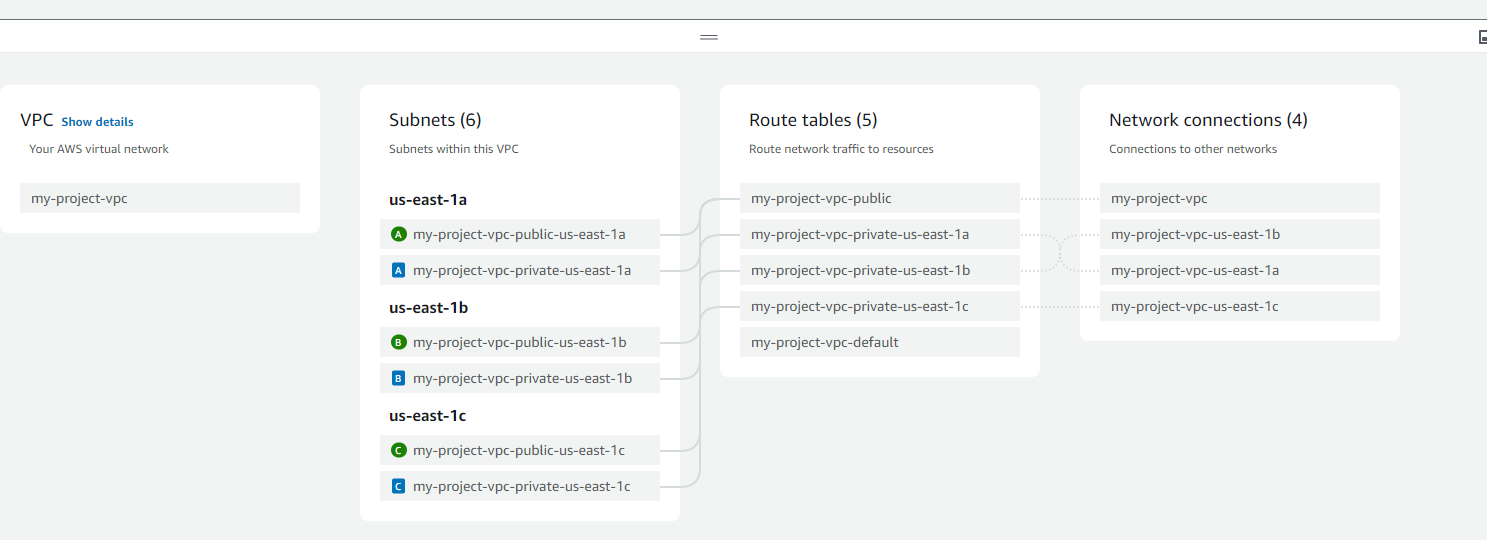 VPC Show details
Your AWS virtual network
my-project-vpc
Subnets (6)
Subnets within this VPC
us-east-1a
A my-project-vpc-public-us-east-1a
A my-project-vpc-private-us-east-1a
us-east-1b
B my-project-vpc-public-us-east-1b
B my-project-vpc-private-us-east-1b
us-east-1c
C my-project-vpc-public-us-east-1c
C my-project-vpc-private-us-east-1c
Route tables (5)
Route network traffic to resources
my-project-vpc-public
my-project-vpc-private-us-east-1a
my-project-vpc-private-us-east-1b
my-project-vpc-private-us-east-1c
my-project-vpc-default
Network connections (4)
Connections to other networks
my-project-vpc
my-project-vpc-us-east-1b
my-project-vpc-us-east-1a
my-project-vpc-us-east-1c